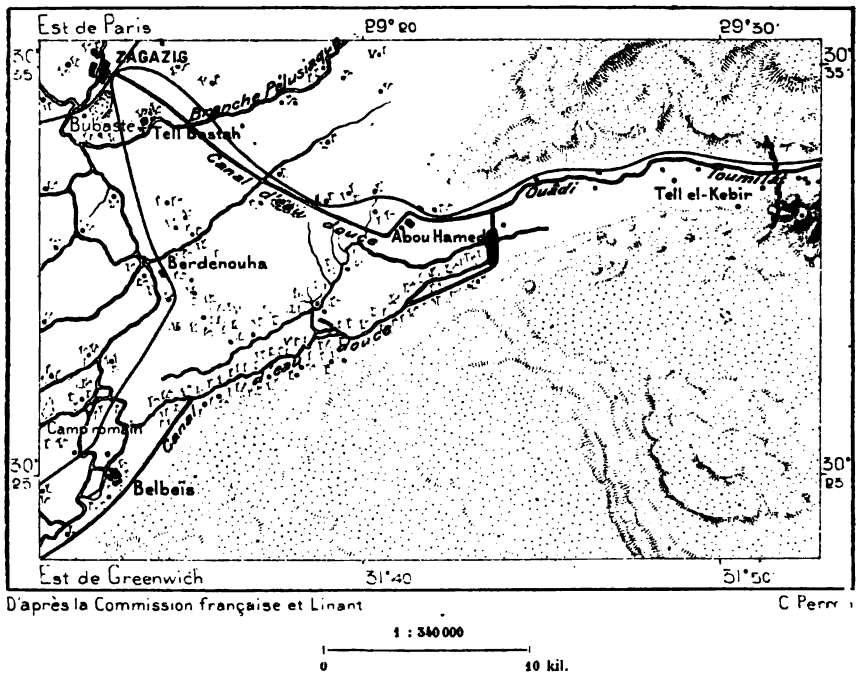 Est de Paris 29°20 29°30
30° 35 30° 35
ZAGAZIG
Branche Pélusiaque
Bubaste Tell Bastah
Canal d'eau douce
Ouâdi Toumilât
Tell el-Kebir
Abou Hamed
Berdenouha
Canal d'eau douce
Camp romain
30° 25 30° 25
Belbeïs
Est de Greenwich 31°40 31°50
D'après la Commission française et Linant C. Perron
1 : 340 000
0 10 kil.